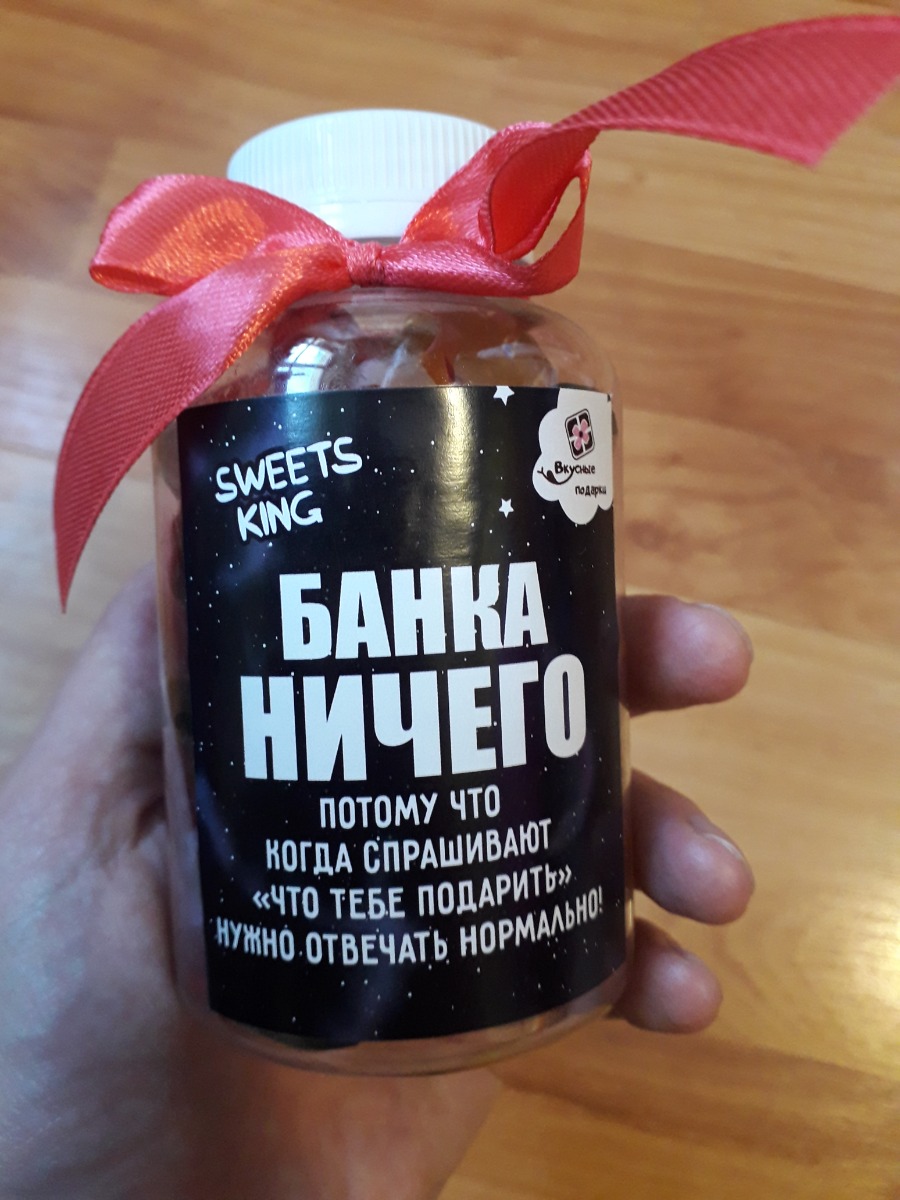 SWEETS
KING
Вкусные
подарки
БАНКА
НИЧЕГО
ПОТОМУ ЧТО
КОГДА СПРАШИВАЮТ
«ЧТО ТЕБЕ ПОДАРИТЬ»
НУЖНО ОТВЕЧАТЬ НОРМАЛЬНО!